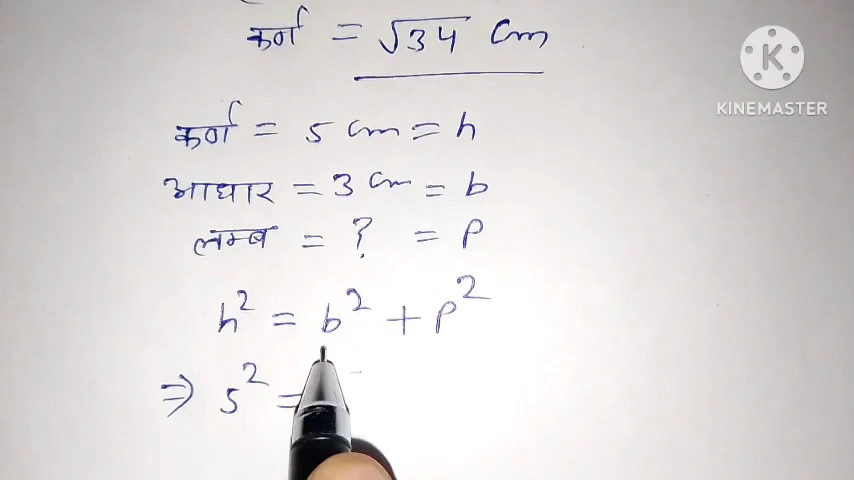 कर्ण = √34 cm
K
KINEMASTER
कर्ण = 5 cm = h
आधार = 3 cm = b
लम्ब = ? = p
h² = b² + p²
⇒ 5² =